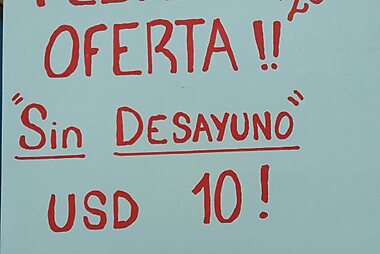 OFERTA!!
"Sin DESAYUNO"
USD 10!